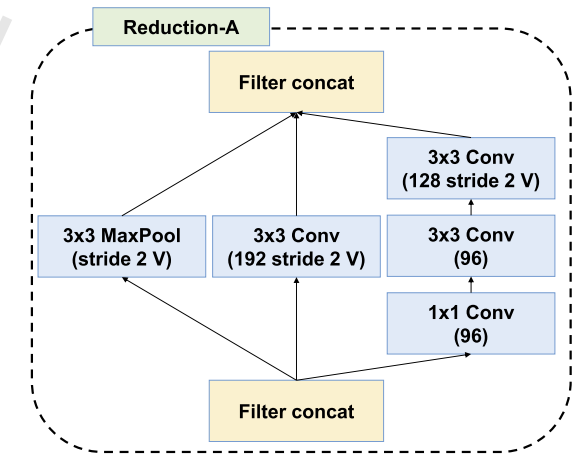 Reduction-A
Filter concat
3x3 Conv
(128 stride 2 V)
3x3 MaxPool
(stride 2 V)
3x3 Conv
(192 stride 2 V)
3x3 Conv
(96)
1x1 Conv
(96)
Filter concat